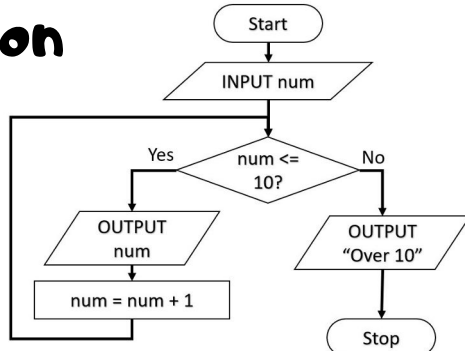 on
Start
INPUT num
Yes
num <=
10?
No
OUTPUT
num
OUTPUT
“Over 10”
num = num + 1
Stop